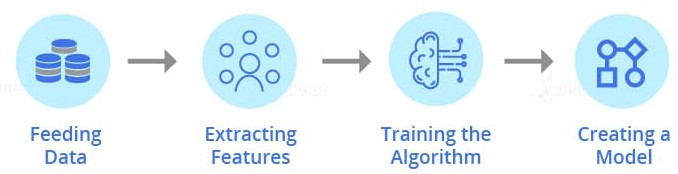 Feeding
Data
Extracting
Features
Training the
Algorithm
Creating a
Model